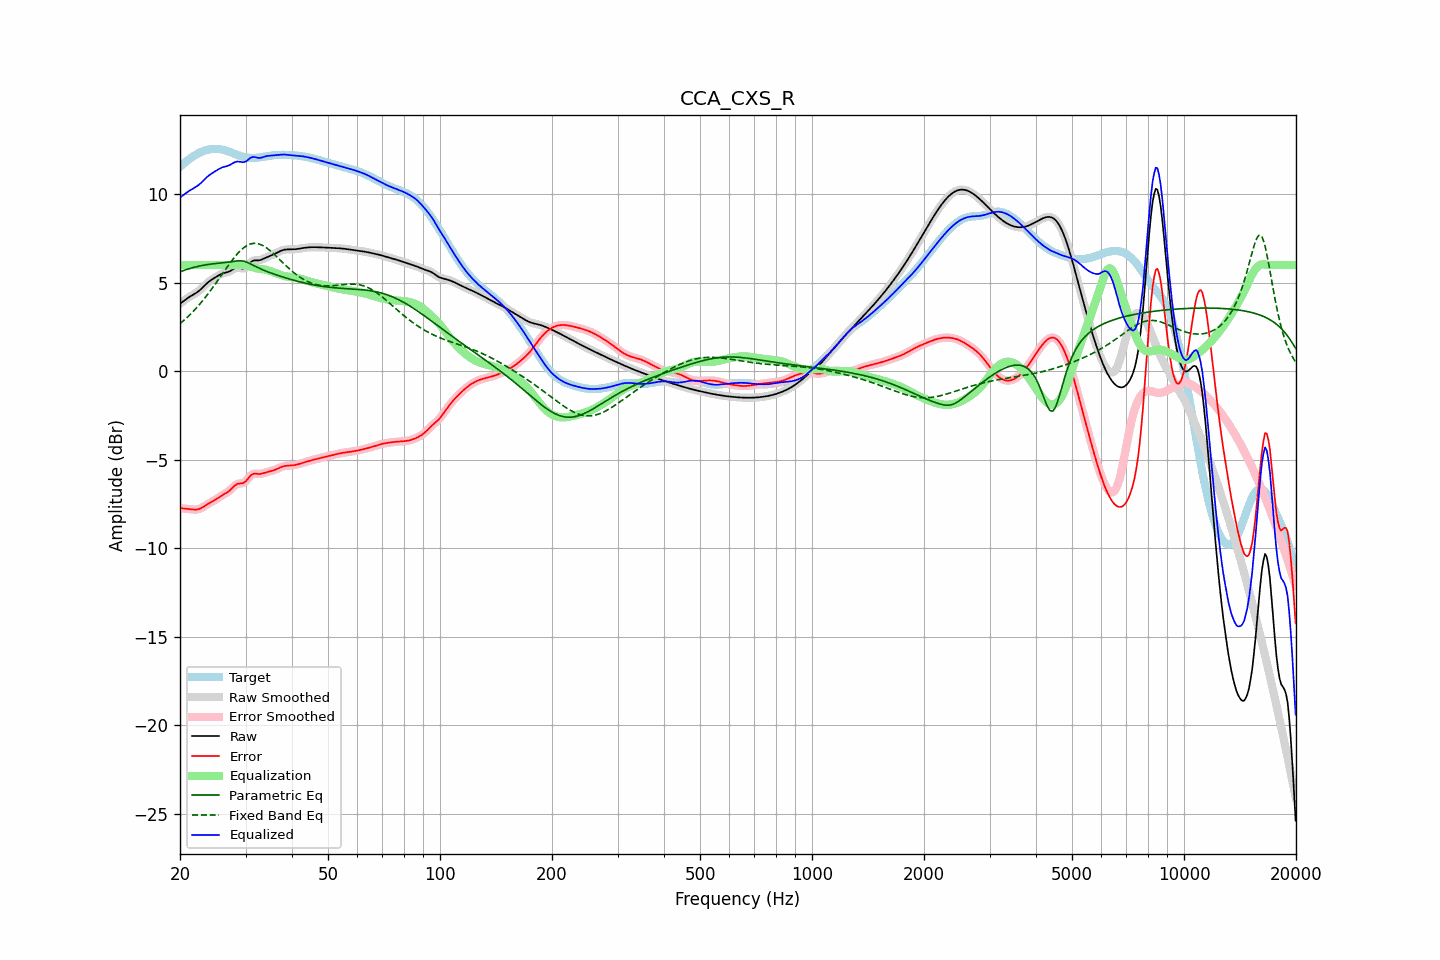 CCA_CXS_R
Amplitude (dBr)
10
5
0
−5
−10
−15
−20
−25
Target
Raw Smoothed
Error Smoothed
Raw
Error
Equalization
Parametric Eq
Fixed Band Eq
Equalized
20 50 100 200 500 1000 2000 5000 10000 20000
Frequency (Hz)